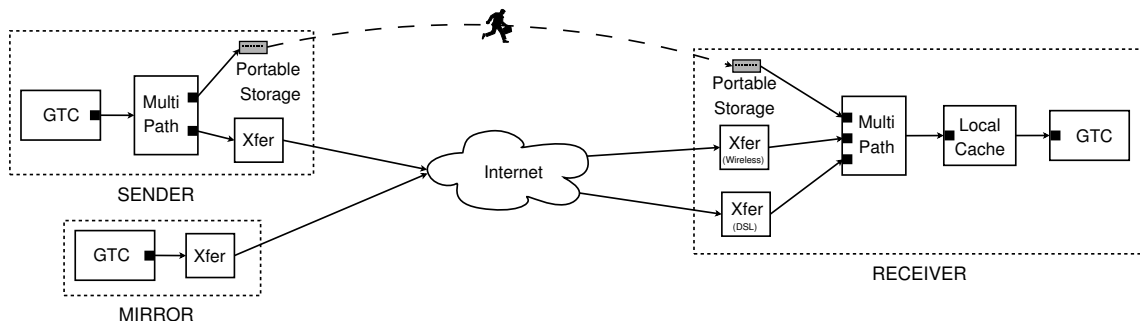 GTC
Multi
Path
Portable
Storage
Xfer
SENDER
GTC
Xfer
MIRROR
Internet
Portable
Storage
Xfer
(Wireless)
Xfer
(DSL)
Multi
Path
Local
Cache
GTC
RECEIVER